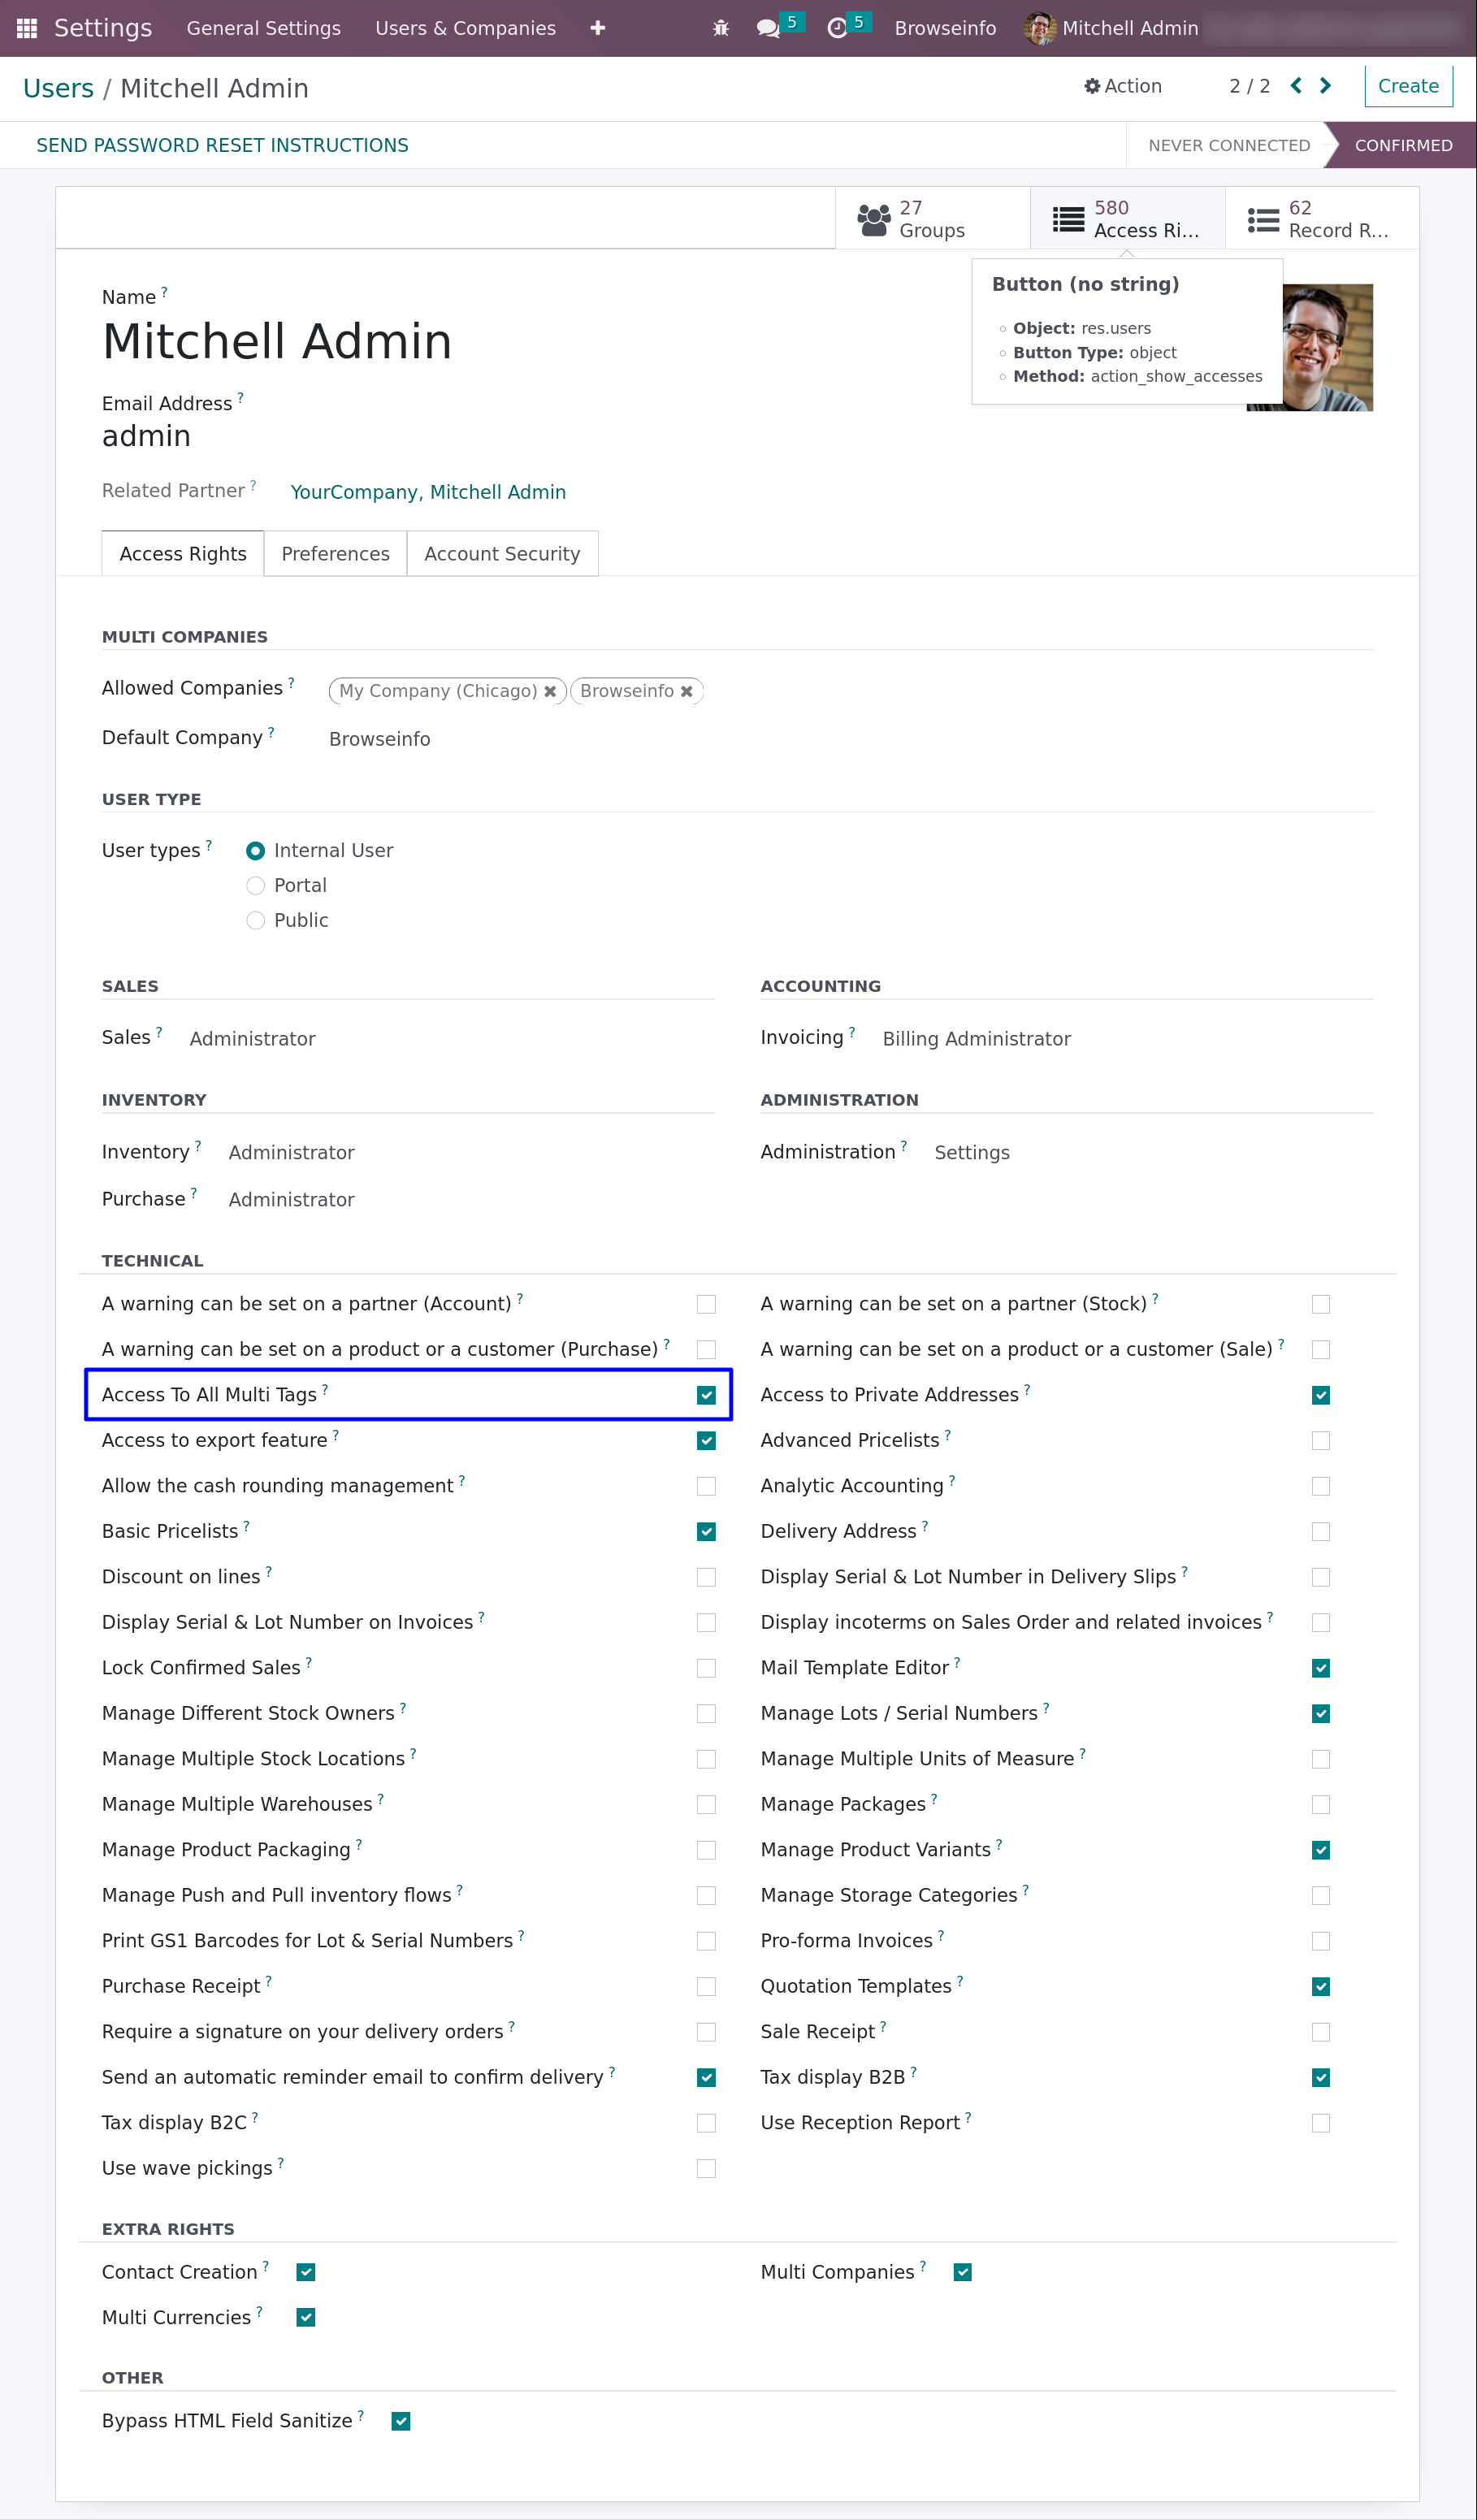 Settings General Settings Users & Companies 5 5 Browseinfo Mitchell Admin
Users / Mitchell Admin Action 2 / 2 Create
SEND PASSWORD RESET INSTRUCTIONS NEVER CONNECTED CONFIRMED
27 580 62
Groups Access Ri... Record R...
Button (no string)
Object: res.users
Button Type: object
Method: action_show_accesses
Name ?
Mitchell Admin
Email Address ?
admin
Related Partner ? YourCompany, Mitchell Admin
Access Rights Preferences Account Security
MULTI COMPANIES
Allowed Companies ? My Company (Chicago) Browseinfo
Default Company ? Browseinfo
USER TYPE
User types ? Internal User
Portal
Public
SALES ACCOUNTING
Sales ? Administrator Invoicing ? Billing Administrator
INVENTORY ADMINISTRATION
Inventory ? Administrator Administration ? Settings
Purchase ? Administrator
TECHNICAL
A warning can be set on a partner (Account) ? A warning can be set on a partner (Stock) ?
A warning can be set on a product or a customer (Purchase) ? A warning can be set on a product or a customer (Sale) ?
Access To All Multi Tags ? Access to Private Addresses ?
Access to export feature ? Advanced Pricelists ?
Allow the cash rounding management ? Analytic Accounting ?
Basic Pricelists ? Delivery Address ?
Discount on lines ? Display Serial & Lot Number in Delivery Slips ?
Display Serial & Lot Number on Invoices ? Display incoterms on Sales Order and related invoices ?
Lock Confirmed Sales ? Mail Template Editor ?
Manage Different Stock Owners ? Manage Lots / Serial Numbers ?
Manage Multiple Stock Locations ? Manage Multiple Units of Measure ?
Manage Multiple Warehouses ? Manage Packages ?
Manage Product Packaging ? Manage Product Variants ?
Manage Push and Pull inventory flows ? Manage Storage Categories ?
Print GS1 Barcodes for Lot & Serial Numbers ? Pro-forma Invoices ?
Purchase Receipt ? Quotation Templates ?
Require a signature on your delivery orders ? Sale Receipt ?
Send an automatic reminder email to confirm delivery ? Tax display B2B ?
Tax display B2C ? Use Reception Report ?
Use wave pickings ?
EXTRA RIGHTS
Contact Creation ? Multi Companies ?
Multi Currencies ?
OTHER
Bypass HTML Field Sanitize ?